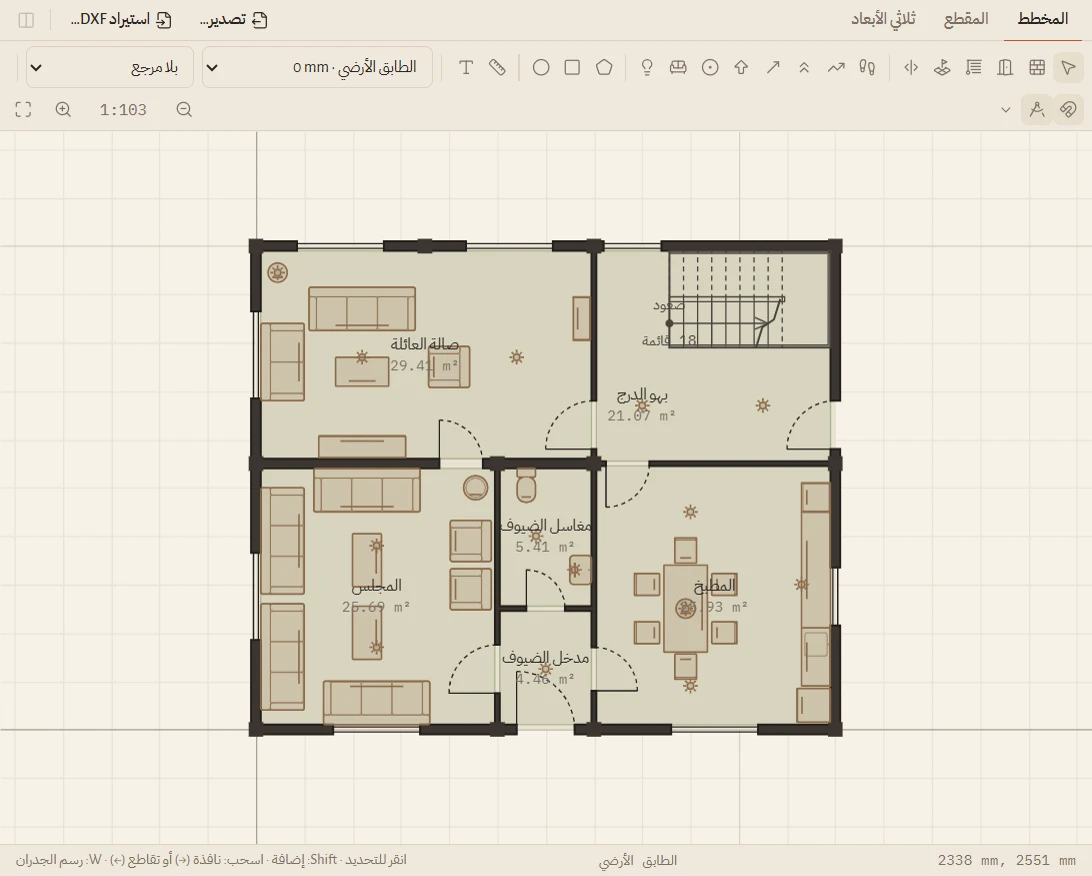 المخطط
المقطع
ثلاثي الأبعاد
تصدير...
استيراد DXF...
الطابق الأرضي · 0 mm
بلا مرجع
1:103
صالة العائلة
29.41 m²
صعود
18 قائمة
بهو الدرج
21.07 m²
مغاسل الضيوف
5.41 m²
المجلس
25.69 m²
المطبخ
.93 m²
مدخل الضيوف
4.46 m²
2338 mm, 2551 mm
الطابق الأرضي
انقر للتحديد · Shift: إضافة · اسحب: نافذة (→) أو تقاطع (←) · W: رسم الجدران